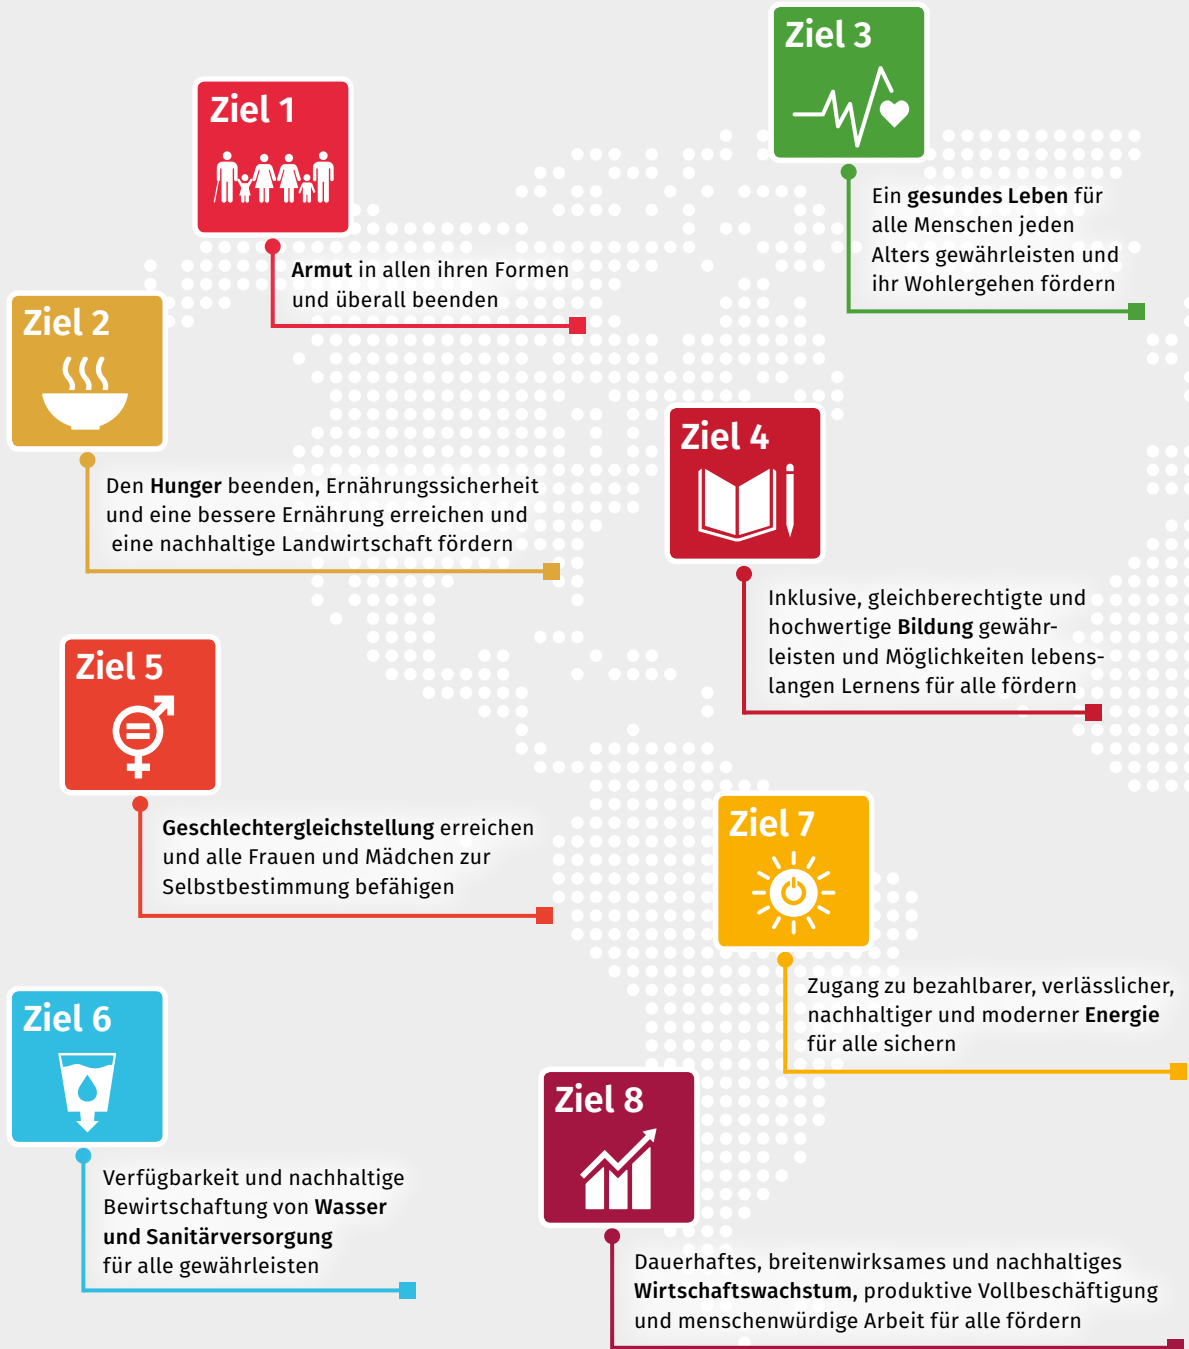 Ziel 1
Armut in allen ihren Formen
und überall beenden
Ziel 2
Den Hunger beenden, Ernährungssicherheit
und eine bessere Ernährung erreichen und
eine nachhaltige Landwirtschaft fördern
Ziel 3
Ein gesundes Leben für
alle Menschen jeden
Alters gewährleisten und
ihr Wohlergehen fördern
Ziel 4
Inklusive, gleichberechtigte und
hochwertige Bildung gewähr-
leisten und Möglichkeiten lebens-
langen Lernens für alle fördern
Ziel 5
Geschlechtergleichstellung erreichen
und alle Frauen und Mädchen zur
Selbstbestimmung befähigen
Ziel 6
Verfügbarkeit und nachhaltige
Bewirtschaftung von Wasser
und Sanitärversorgung
für alle gewährleisten
Ziel 7
Zugang zu bezahlbarer, verlässlicher,
nachhaltiger und moderner Energie
für alle sichern
Ziel 8
Dauerhaftes, breitenwirksames und nachhaltiges
Wirtschaftswachstum, produktive Vollbeschäftigung
und menschenwürdige Arbeit für alle fördern